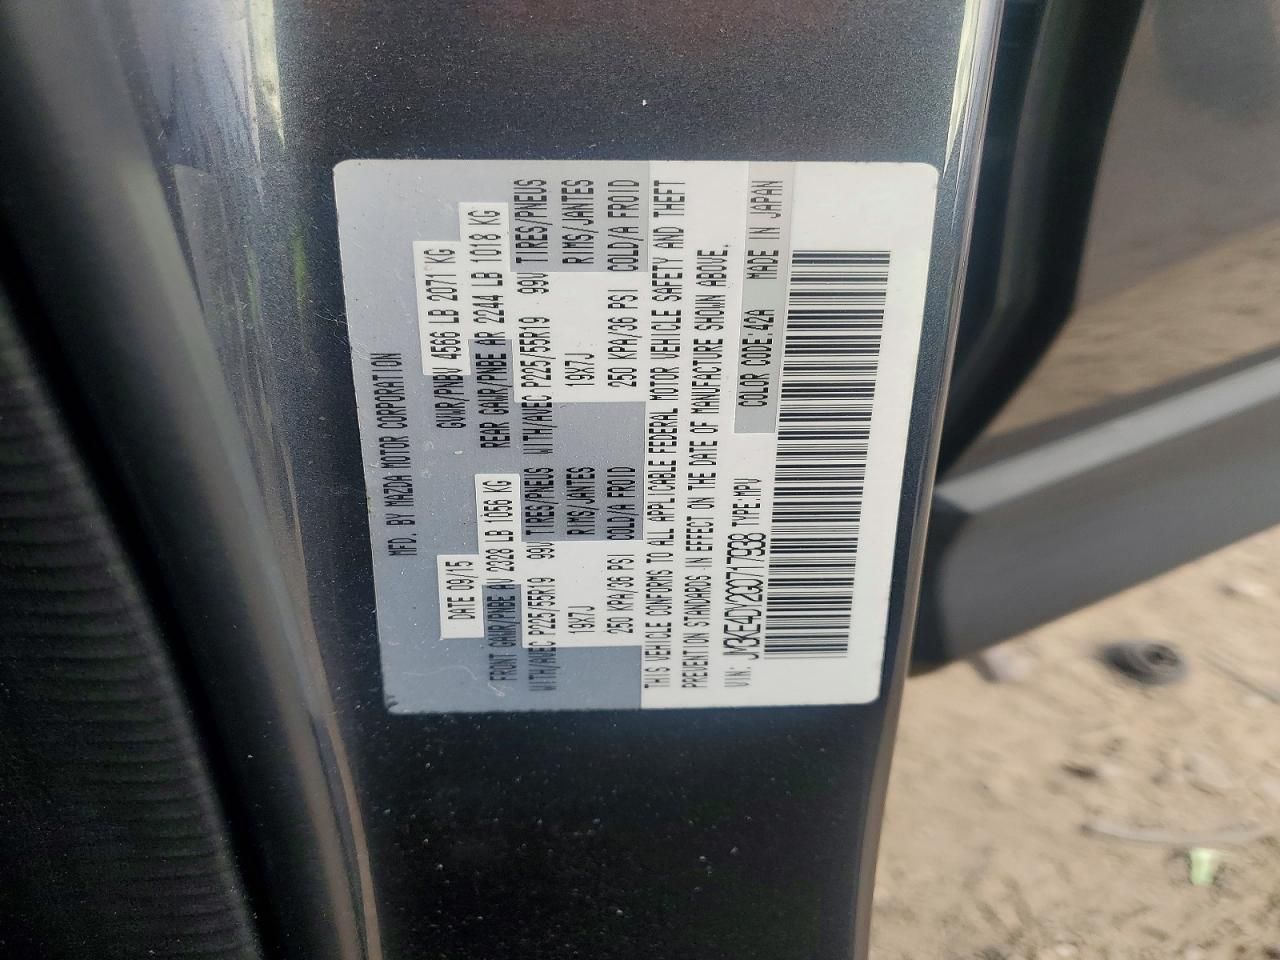 MFD. BY MAZDA MOTOR CORPORATION
DATE 09/15 GVWR/PNBV 4566 LB 2071 KG
FRONT GAWR/PNBE AV 2328 LB 1056 KG REAR GAWR/PNBE AR 2244 LB 1018 KG
WITH/AVEC P225/55R19 99V TIRES/PNEUS WITH/AVEC P225/55R19 99V TIRES/PNEUS
19X7J RIMS/JANTES 19X7J RIMS/JANTES
250 KPA/36 PSI COLD/A FROID 250 KPA/36 PSI COLD/A FROID
THIS VEHICLE CONFORMS TO ALL APPLICABLE FEDERAL MOTOR VEHICLE SAFETY AND THEFT
PREVENTION STANDARDS IN EFFECT ON THE DATE OF MANUFACTURE SHOWN ABOVE.
VIN: JM3KE4DY2G0717938 TYPE:MPV COLOR CODE:42A MADE IN JAPAN